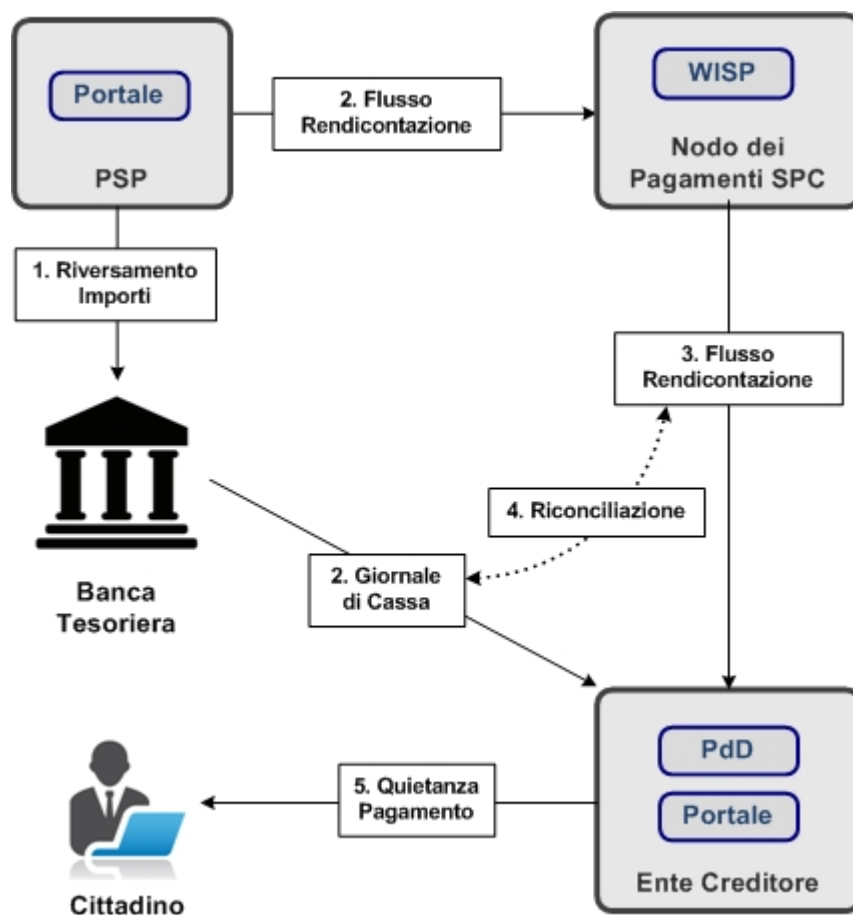 Portale
PSP
2. Flusso
Rendicontazione
WISP
Nodo dei
Pagamenti SPC
1. Riversamento
Importi
3. Flusso
Rendicontazione
4. Riconciliazione
2. Giornale
di Cassa
Banca
Tesoriera
PdD
Portale
Ente Creditore
5. Quietanza
Pagamento
Cittadino